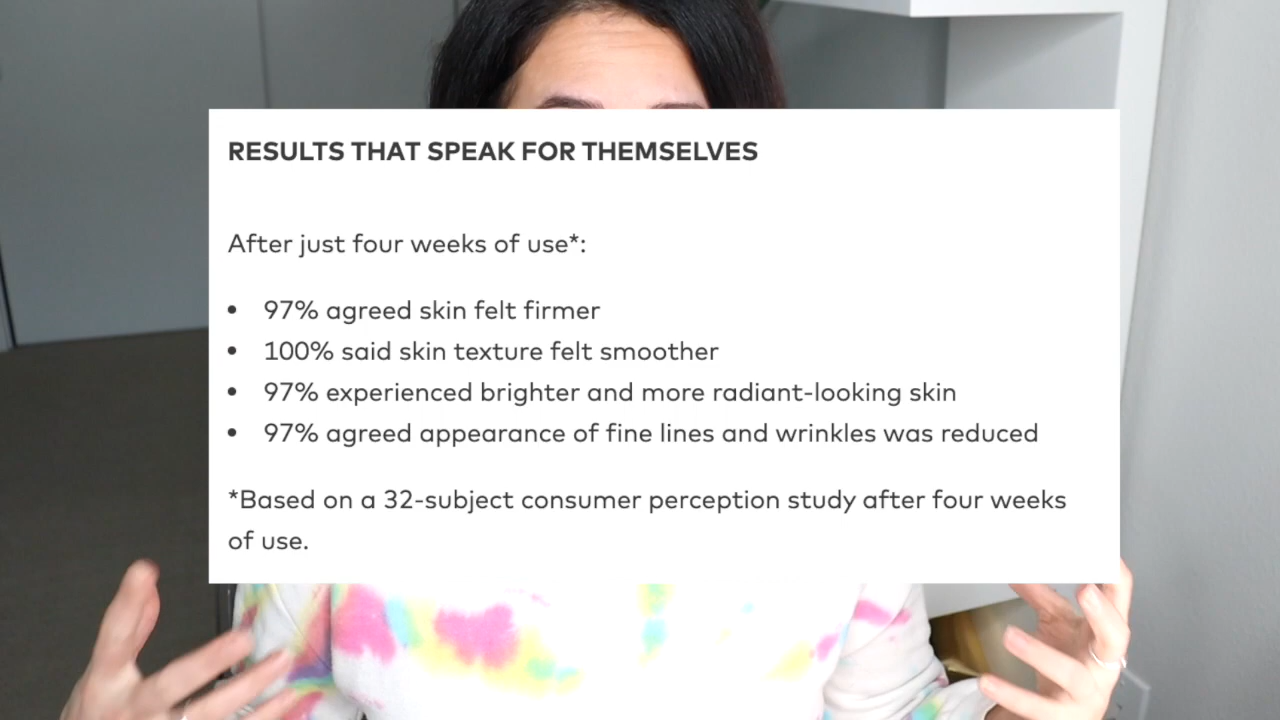 RESULTS THAT SPEAK FOR THEMSELVES
After just four weeks of use*:
• 97% agreed skin felt firmer
• 100% said skin texture felt smoother
• 97% experienced brighter and more radiant-looking skin
• 97% agreed appearance of fine lines and wrinkles was reduced
*Based on a 32-subject consumer perception study after four weeks
of use.